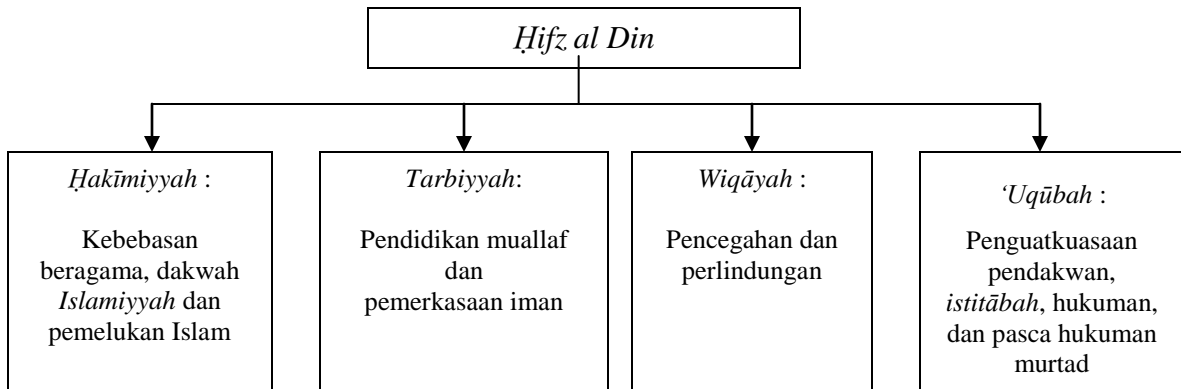 Ḥifẓ al Din
Ḥakīmiyyah :
Kebebasan
beragama, dakwah
Islamiyyah dan
pemelukan Islam
Tarbiyyah:
Pendidikan muallaf
dan
pemerkasaan iman
Wiqāyah :
Pencegahan dan
perlindungan
‘Uqūbah :
Penguatkuasaan
pendakwan,
istitābah, hukuman,
dan pasca hukuman
murtad